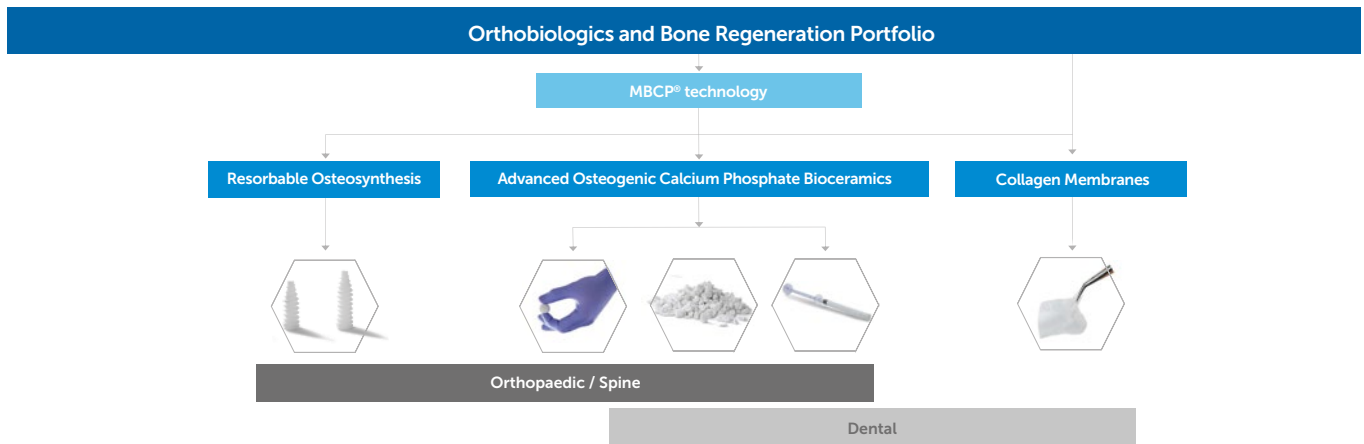 Orthobiologics and Bone Regeneration Portfolio
MBCP® technology
Resorbable Osteosynthesis
Advanced Osteogenic Calcium Phosphate Bioceramics
Collagen Membranes
Orthopaedic / Spine
Dental